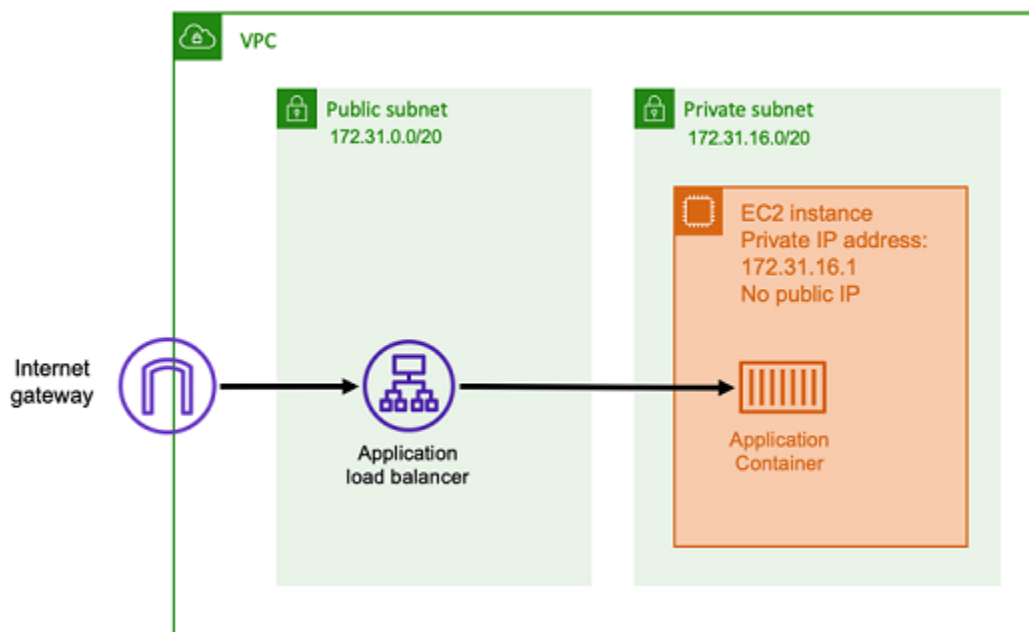 VPC
Public subnet
172.31.0.0/20
Private subnet
172.31.16.0/20
EC2 instance
Private IP address:
172.31.16.1
No public IP
Internet
gateway
Application
load balancer
Application
Container